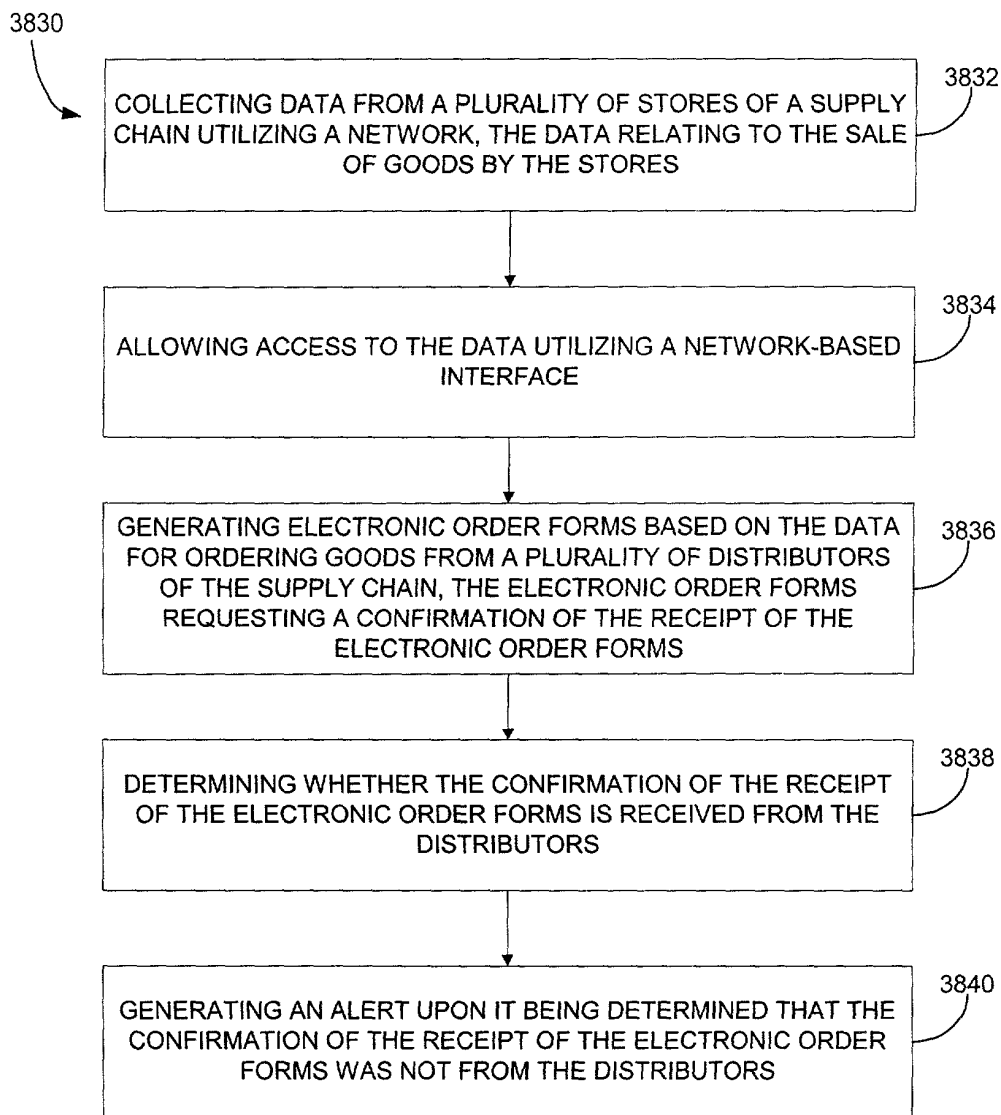 3830
3832
COLLECTING DATA FROM A PLURALITY OF STORES OF A SUPPLY
CHAIN UTILIZING A NETWORK, THE DATA RELATING TO THE SALE
OF GOODS BY THE STORES
3834
ALLOWING ACCESS TO THE DATA UTILIZING A NETWORK-BASED
INTERFACE
3836
GENERATING ELECTRONIC ORDER FORMS BASED ON THE DATA
FOR ORDERING GOODS FROM A PLURALITY OF DISTRIBUTORS
OF THE SUPPLY CHAIN, THE ELECTRONIC ORDER FORMS
REQUESTING A CONFIRMATION OF THE RECEIPT OF THE
ELECTRONIC ORDER FORMS
3838
DETERMINING WHETHER THE CONFIRMATION OF THE RECEIPT
OF THE ELECTRONIC ORDER FORMS IS RECEIVED FROM THE
DISTRIBUTORS
3840
GENERATING AN ALERT UPON IT BEING DETERMINED THAT THE
CONFIRMATION OF THE RECEIPT OF THE ELECTRONIC ORDER
FORMS WAS NOT FROM THE DISTRIBUTORS